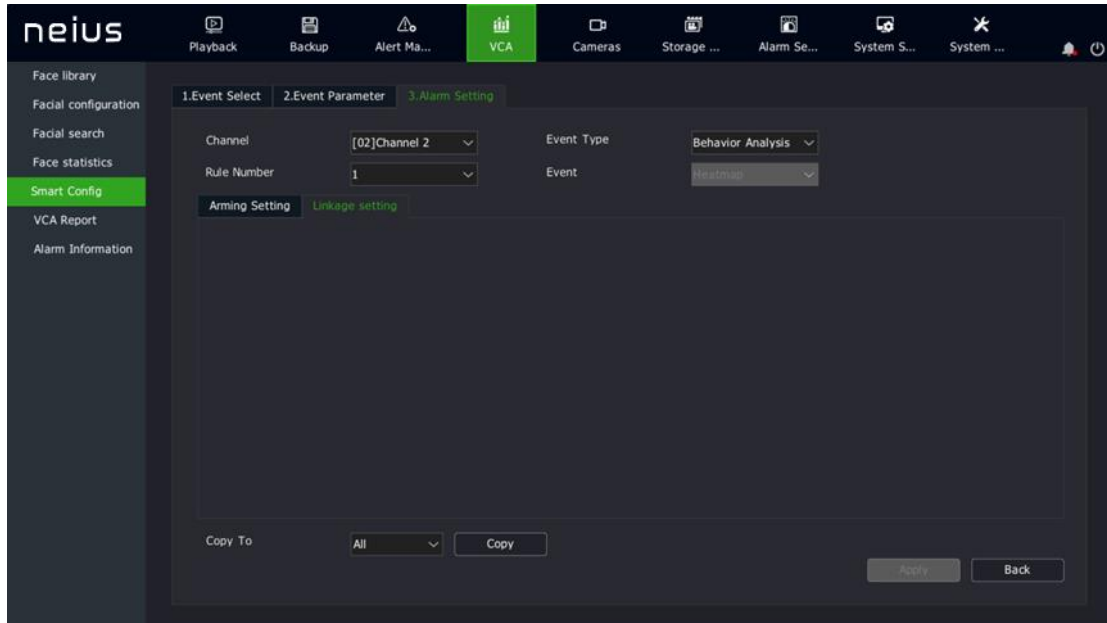 neius
Playback Backup Alert Ma... VCA Cameras Storage ... Alarm Se... System S... System ...
Face library
Facial configuration
Facial search
Face statistics
Smart Config
VCA Report
Alarm Information
1.Event Select 2.Event Parameter 3.Alarm Setting
Channel [02]Channel 2 Event Type Behavior Analysis
Rule Number 1 Event Heatmap
Arming Setting Linkage setting
Copy To All Copy
Apply Back